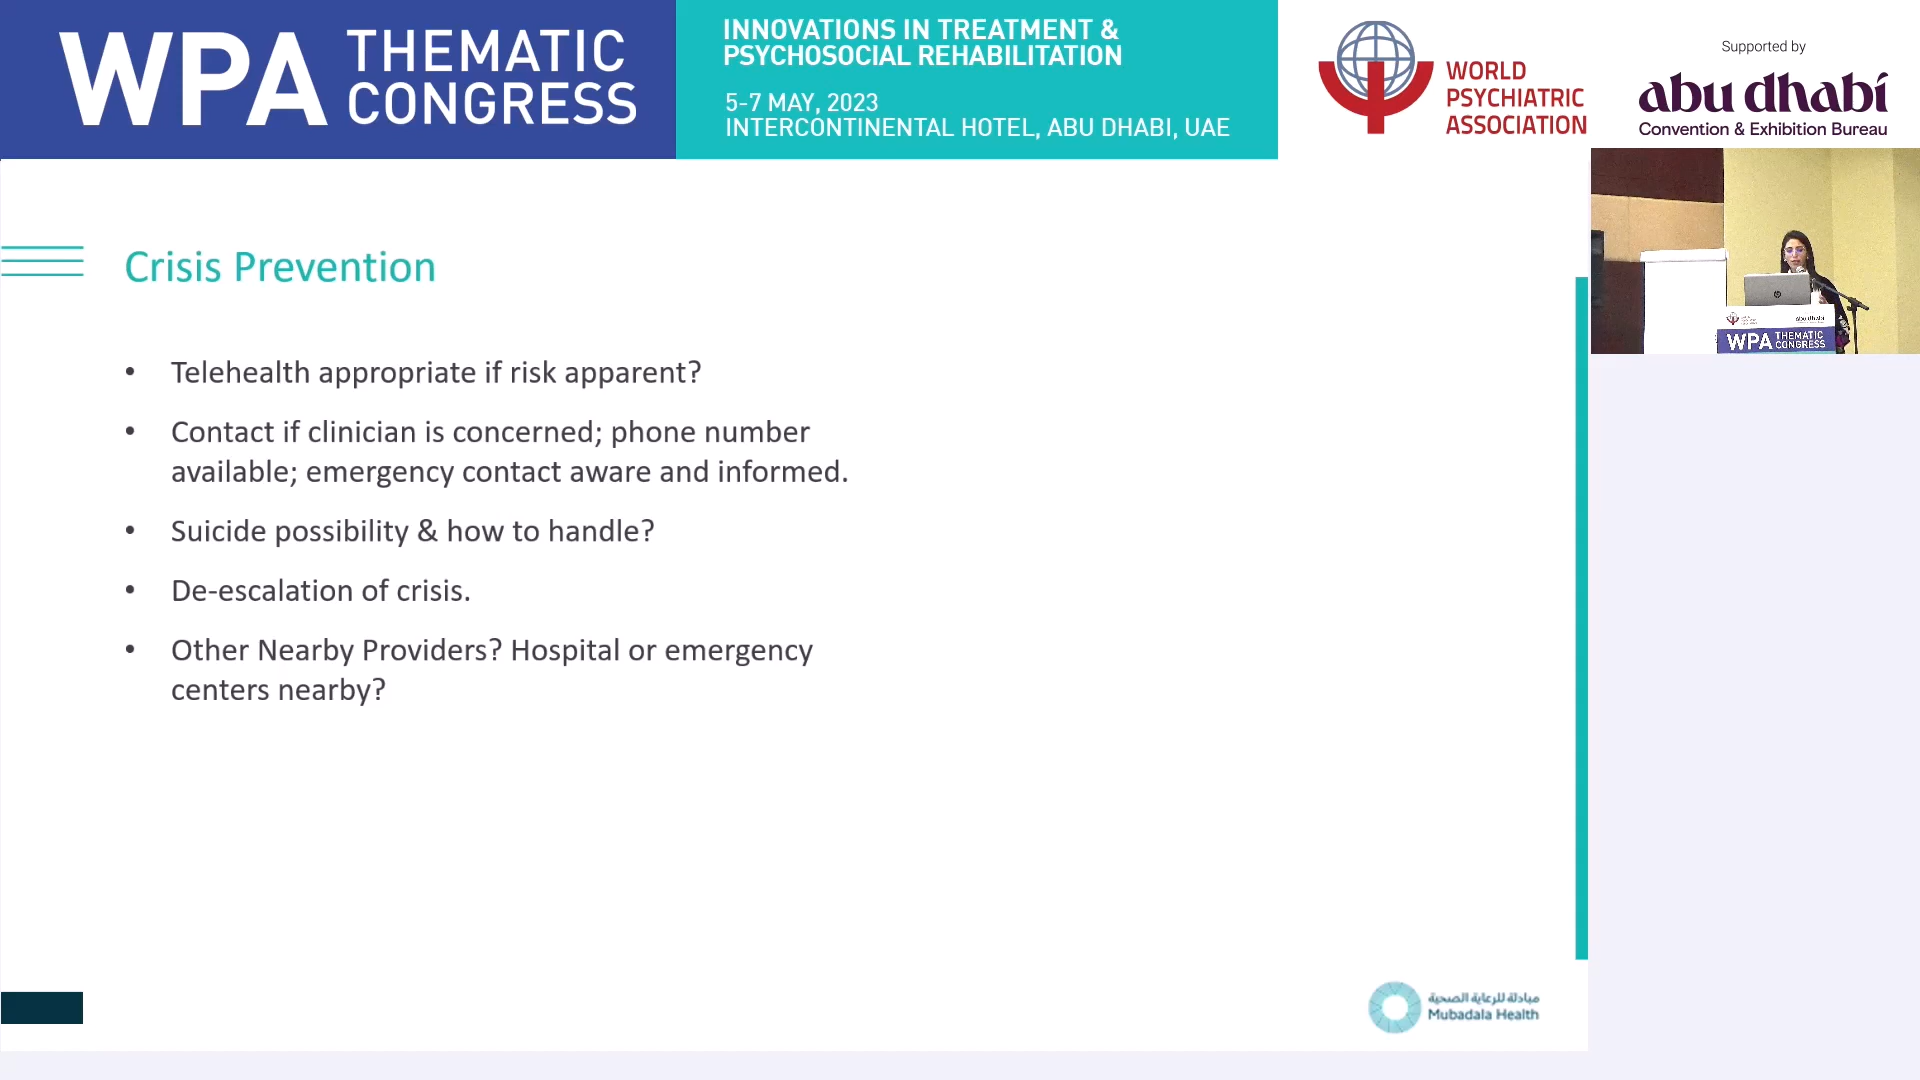 WPA THEMATIC
CONGRESS
INNOVATIONS IN TREATMENT &
PSYCHOSOCIAL REHABILITATION
5-7 MAY, 2023
INTERCONTINENTAL HOTEL, ABU DHABI, UAE
WORLD
PSYCHIATRIC
ASSOCIATION
Supported by
abu dhabi
Convention & Exhibition Bureau
Crisis Prevention
• Telehealth appropriate if risk apparent?
• Contact if clinician is concerned; phone number
available; emergency contact aware and informed.
• Suicide possibility & how to handle?
• De-escalation of crisis.
• Other Nearby Providers? Hospital or emergency
centers nearby?
hp
abu dhabi
WPA THEMATIC
CONGRESS
مبادلة للرعاية الصحية
Mubadala Health